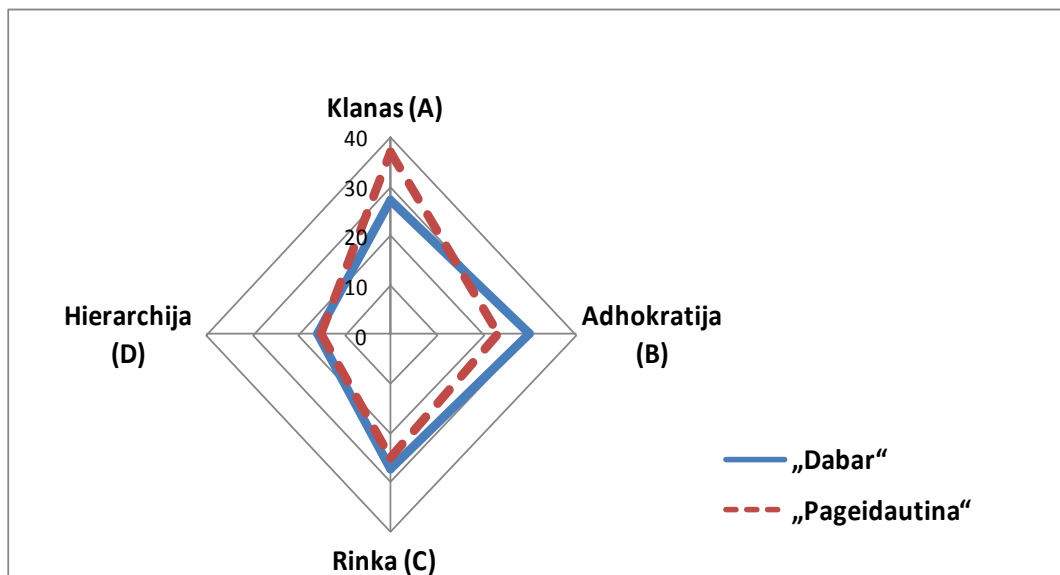 Klanas (A)
40
30
20
10
0
Hierarchija
(D)
Adhokratija
(B)
Rinka (C)
„Dabar“
„Pageidautina“